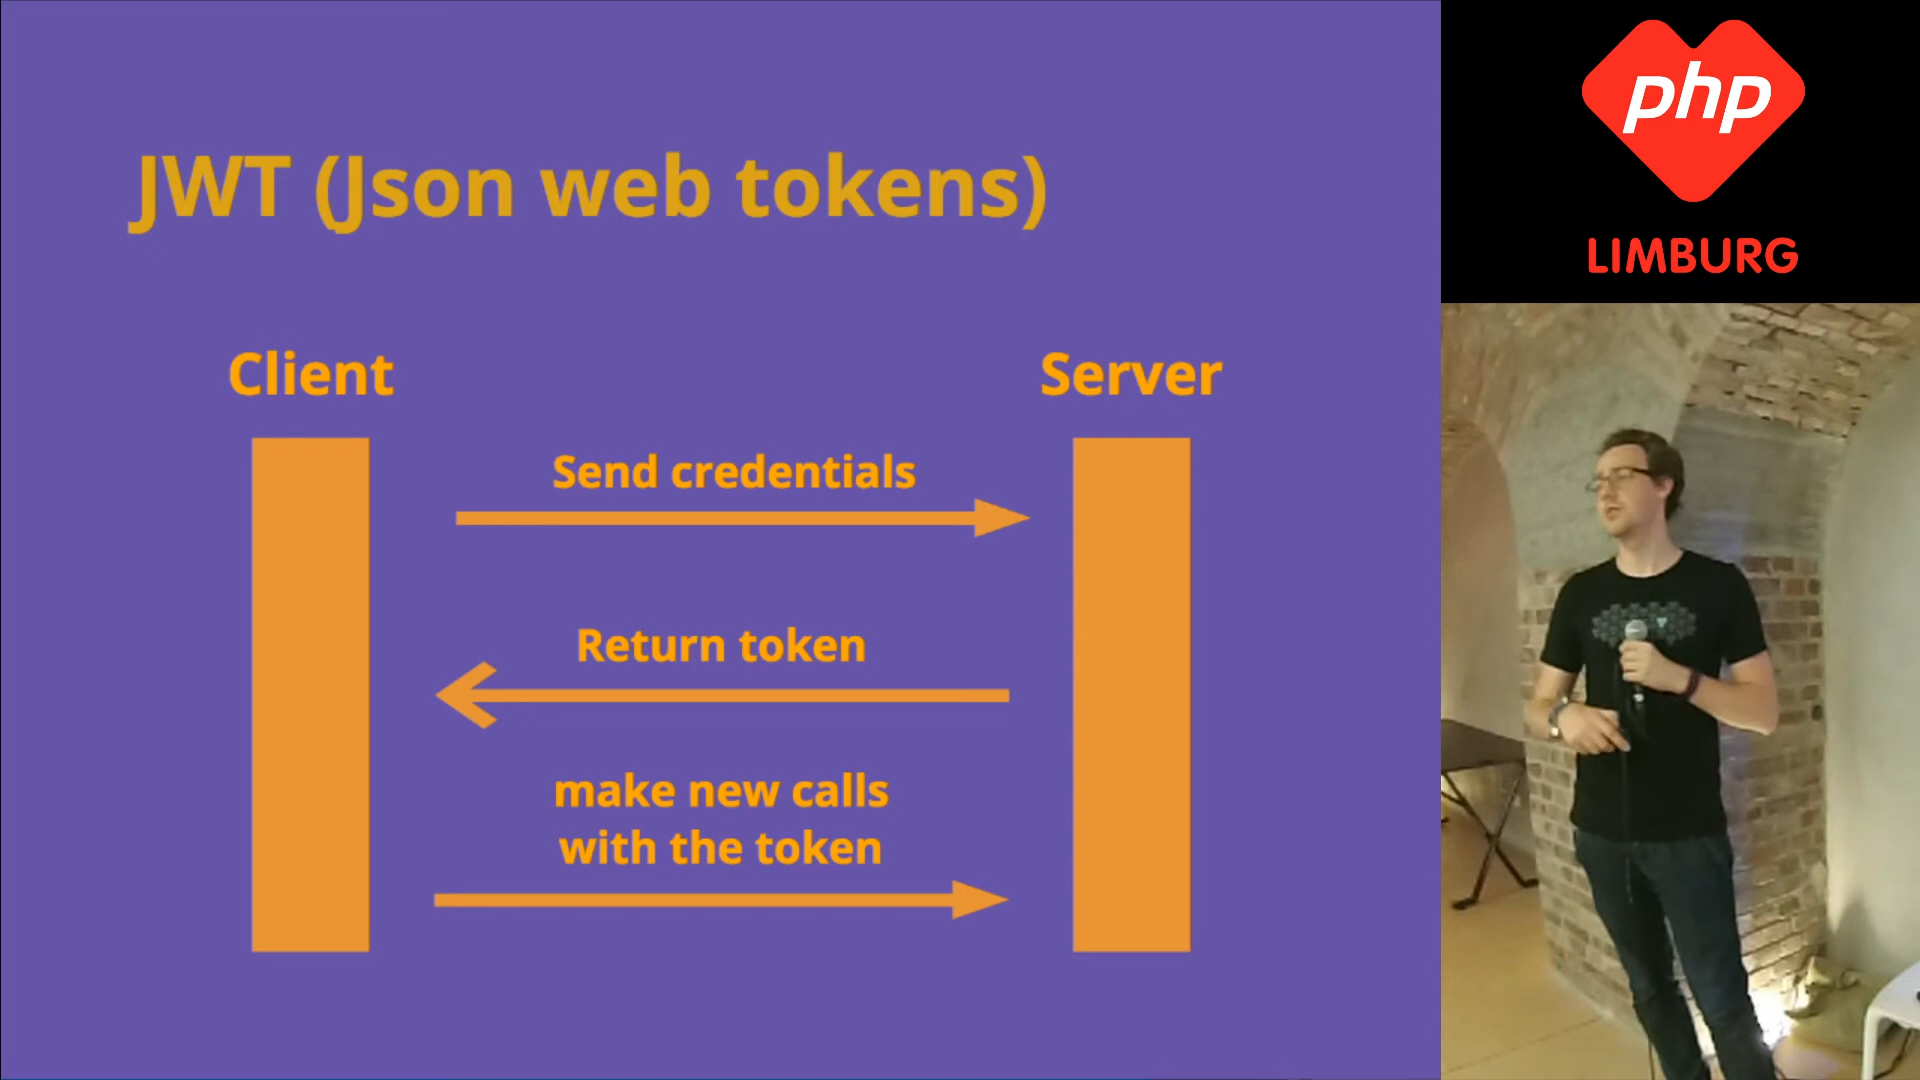 JWT (Json web tokens)
Client
Server
Send credentials
Return token
make new calls
with the token
php
LIMBURG